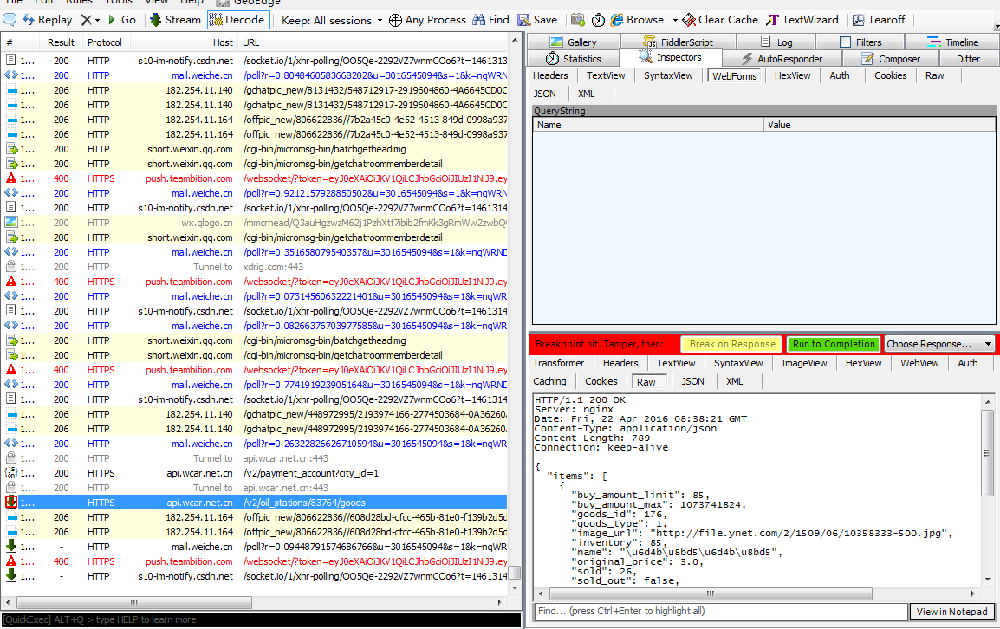 File Edit Rules Tools View Help GeoEdge
Replay Go Stream Decode Keep: All sessions Any Process Find Save Browse Clear Cache TextWizard Tearoff
# Result Protocol Host URL
1... 200 HTTP s10-im-notify.csdn.net /socket.io/1/xhr-polling/OO5Qe-2292VZ7wnmCOo6?t=1461313
1... 200 HTTP mail.weiche.cn /poll?r=0.8048460583668202&u=3016545094&s=1&k=nqWRND
1... 206 HTTP 182.254.11.140 /gchatpic_new/8131432/548712917-2919604860-4A6645CD0C
1... 206 HTTP 182.254.11.140 /gchatpic_new/8131432/548712917-2919604860-4A6645CD0C
1... 206 HTTP 182.254.11.164 /offpic_new/806622836//7b2a45c0-4e52-4513-849d-0998a937
1... 206 HTTP 182.254.11.164 /offpic_new/806622836//7b2a45c0-4e52-4513-849d-0998a937
1... 200 HTTP short.weixin.qq.com /cgi-bin/micromsg-bin/batchgetheadimg
1... 200 HTTP short.weixin.qq.com /cgi-bin/micromsg-bin/getchatroommemberdetail
1... 400 HTTPS push.teambition.com /websocket/?token=eyJ0eXAiOiJKV1QiLCJhbGciOiJIUzI1NiJ9.ey
1... 200 HTTP mail.weiche.cn /poll?r=0.9212157928850502&u=3016545094&s=1&k=nqWRN
1... 200 HTTP s10-im-notify.csdn.net /socket.io/1/xhr-polling/OO5Qe-2292VZ7wnmCOo6?t=1461314
1... 200 HTTP wx.qlogo.cn /mmcrhead/Q3auHgzwzM62j1PzhXtt7ibib2fmKk3gRmWw2zwbQ
1... 200 HTTP short.weixin.qq.com /cgi-bin/micromsg-bin/getchatroommemberdetail
1... 200 HTTP mail.weiche.cn /poll?r=0.351658079540357&u=3016545094&s=1&k=nqWRND
1... 200 HTTP Tunnel to xdrig.com:443
1... 400 HTTPS push.teambition.com /websocket/?token=eyJ0eXAiOiJKV1QiLCJhbGciOiJIUzI1NiJ9.ey
1... 200 HTTP mail.weiche.cn /poll?r=0.07314560632221401&u=3016545094&s=1&k=nqWR
1... 200 HTTP s10-im-notify.csdn.net /socket.io/1/xhr-polling/OO5Qe-2292VZ7wnmCOo6?t=1461314
1... 200 HTTP mail.weiche.cn /poll?r=0.08266376703977585&u=3016545094&s=1&k=nqWR
1... 200 HTTP short.weixin.qq.com /cgi-bin/micromsg-bin/batchgetheadimg
1... 200 HTTP short.weixin.qq.com /cgi-bin/micromsg-bin/getchatroommemberdetail
1... 400 HTTPS push.teambition.com /websocket/?token=eyJ0eXAiOiJKV1QiLCJhbGciOiJIUzI1NiJ9.ey
1... 200 HTTP mail.weiche.cn /poll?r=0.774191923905164&u=3016545094&s=1&k=nqWRND
1... 200 HTTP s10-im-notify.csdn.net /socket.io/1/xhr-polling/OO5Qe-2292VZ7wnmCOo6?t=1461314
1... 206 HTTP 182.254.11.140 /gchatpic_new/448972995/2193974166-2774503684-0A36260A
1... 206 HTTP 182.254.11.140 /gchatpic_new/448972995/2193974166-2774503684-0A36260A
1... 200 HTTP mail.weiche.cn /poll?r=0.2632282662671059​4&u=3016545094&s=1&k=nqWR
1... 200 HTTP Tunnel to api.wcar.net.cn:443
1... 200 HTTPS api.wcar.net.cn /v2/payment_account?city_id=1
1... 200 HTTP Tunnel to api.wcar.net.cn:443
1... - HTTPS api.wcar.net.cn /v2/oil_stations/83764/goods
1... 206 HTTP 182.254.11.164 /offpic_new/806622836//608d28bd-cfcc-465b-81e0-f139b2d5d
1... 206 HTTP 182.254.11.164 /offpic_new/806622836//608d28bd-cfcc-465b-81e0-f139b2d5d
1... - HTTP mail.weiche.cn /poll?r=0.09448791574686766&u=3016545094&s=1&k=nqWR
1... 400 HTTPS push.teambition.com /websocket/?token=eyJ0eXAiOiJKV1QiLCJhbGciOiJIUzI1NiJ9.ey
1... - HTTP s10-im-notify.csdn.net /socket.io/1/xhr-polling/OO5Qe-2292VZ7wnmCOo6?t=1461314
[QuickExec] ALT+Q > type HELP to learn more
Gallery FiddlerScript Log Filters Timeline
Statistics Inspectors AutoResponder Composer Differ
Headers TextView SyntaxView WebForms HexView Auth Cookies Raw
JSON XML
QueryString
Name Value
Breakpoint hit. Tamper, then: Break on Response Run to Completion Choose Response...
Transformer Headers TextView SyntaxView ImageView HexView WebView Auth
Caching Cookies Raw JSON XML
HTTP/1.1 200 OK
Server: nginx
Date: Fri, 22 Apr 2016 08:38:21 GMT
Content-Type: application/json
Content-Length: 789
Connection: keep-alive
{
"items": [
{
"buy_amount_limit": 85,
"buy_amount_max": 1073741824,
"goods_id": 176,
"goods_type": 1,
"image_url": "http://file.ynet.com/2/1509/06/10358333-500.jpg",
"inventory": 85,
"name": "\u6d4b\u8bd5\u6d4b\u8bd5",
"original_price": 3.0,
"sold": 26,
"sold_out": false,
Find... (press Ctrl+Enter to highlight all) View in Notepad